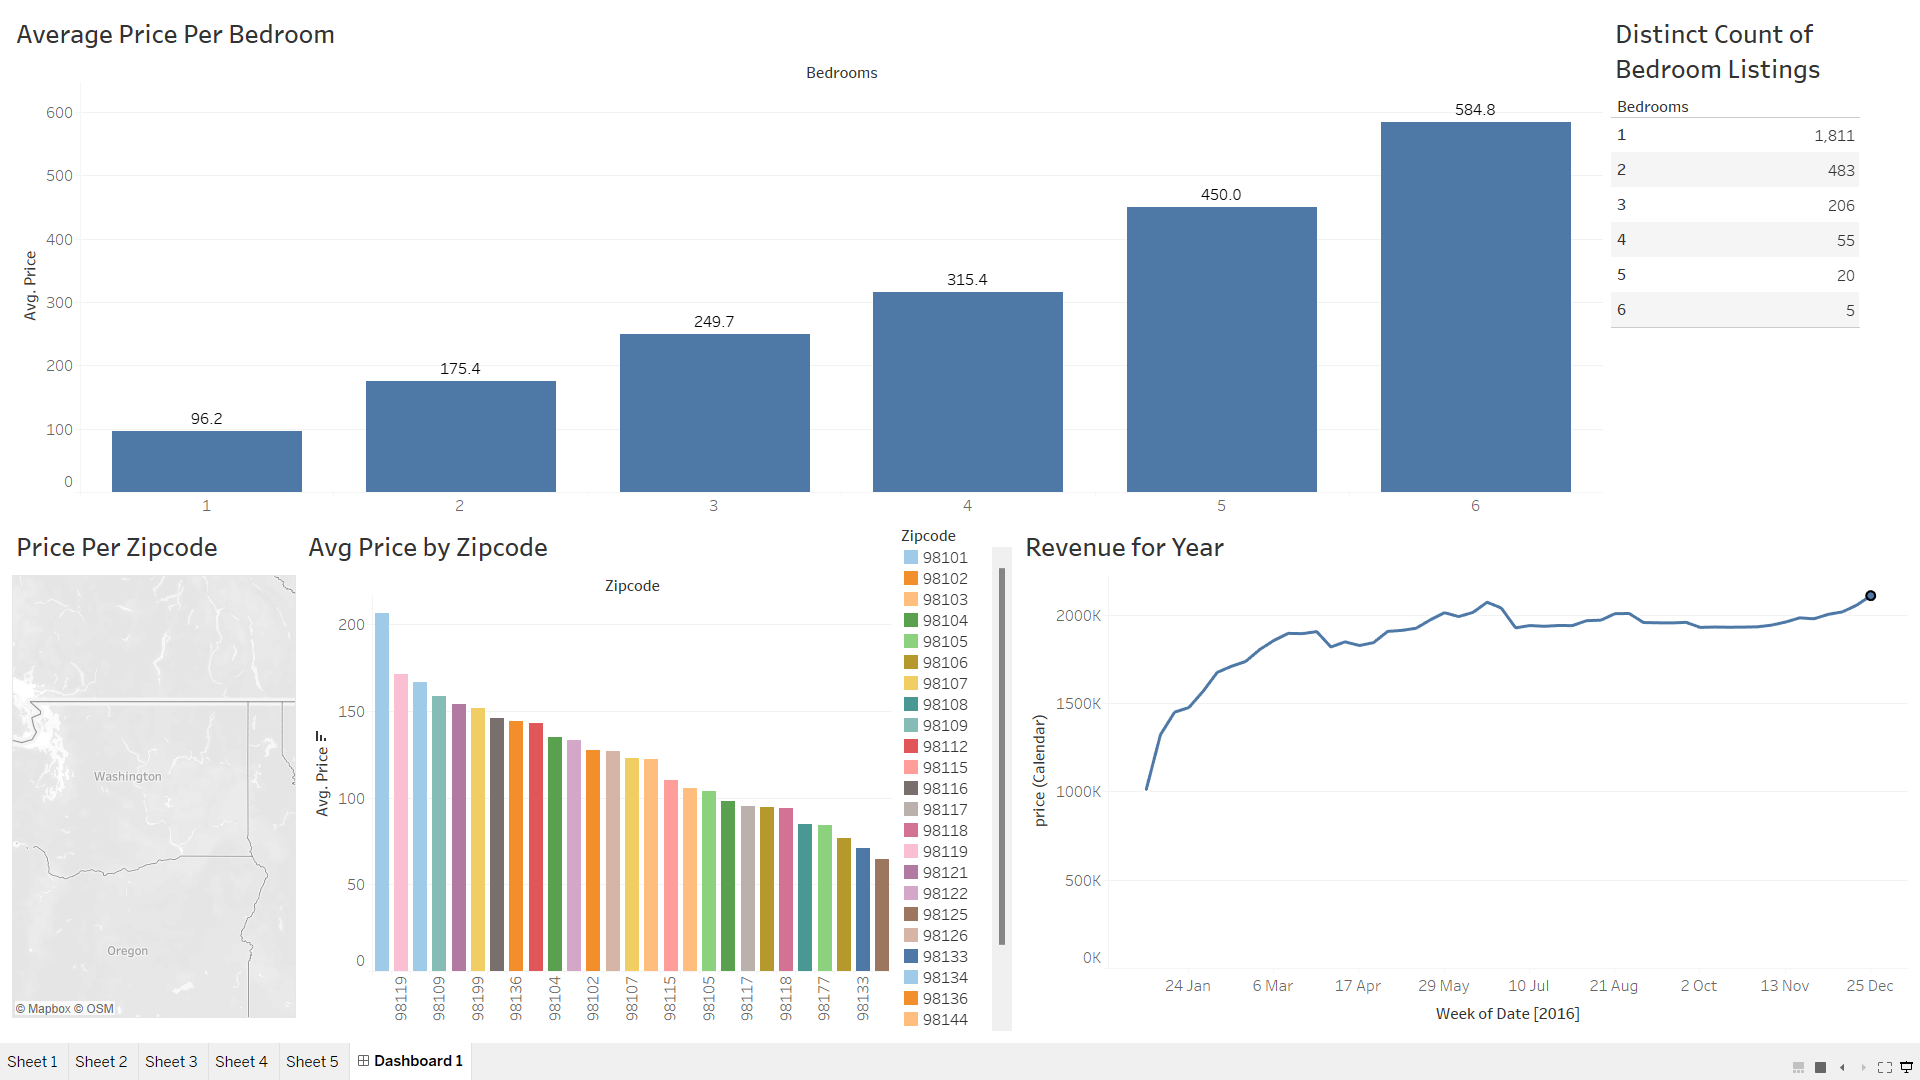 Average Price Per Bedroom
Bedrooms
600
500
400
300
200
100
0
Avg. Price
96.2
175.4
249.7
315.4
450.0
584.8
1
2
3
4
5
6
Distinct Count of
Bedroom Listings
Bedrooms
1 1,811
2 483
3 206
4 55
5 20
6 5
Price Per Zipcode
Washington
Oregon
© Mapbox © OSM
Avg Price by Zipcode
Zipcode
200
150
100
50
0
Avg. Price
98119
98109
98199
98136
98104
98102
98107
98115
98105
98117
98118
98177
98133
Zipcode
98101
98102
98103
98104
98105
98106
98107
98108
98109
98112
98115
98116
98117
98118
98119
98121
98122
98125
98126
98133
98134
98136
98144
Revenue for Year
2000K
1500K
1000K
500K
0K
price (Calendar)
24 Jan
6 Mar
17 Apr
29 May
10 Jul
21 Aug
2 Oct
13 Nov
25 Dec
Week of Date [2016]
Sheet 1
Sheet 2
Sheet 3
Sheet 4
Sheet 5
Dashboard 1